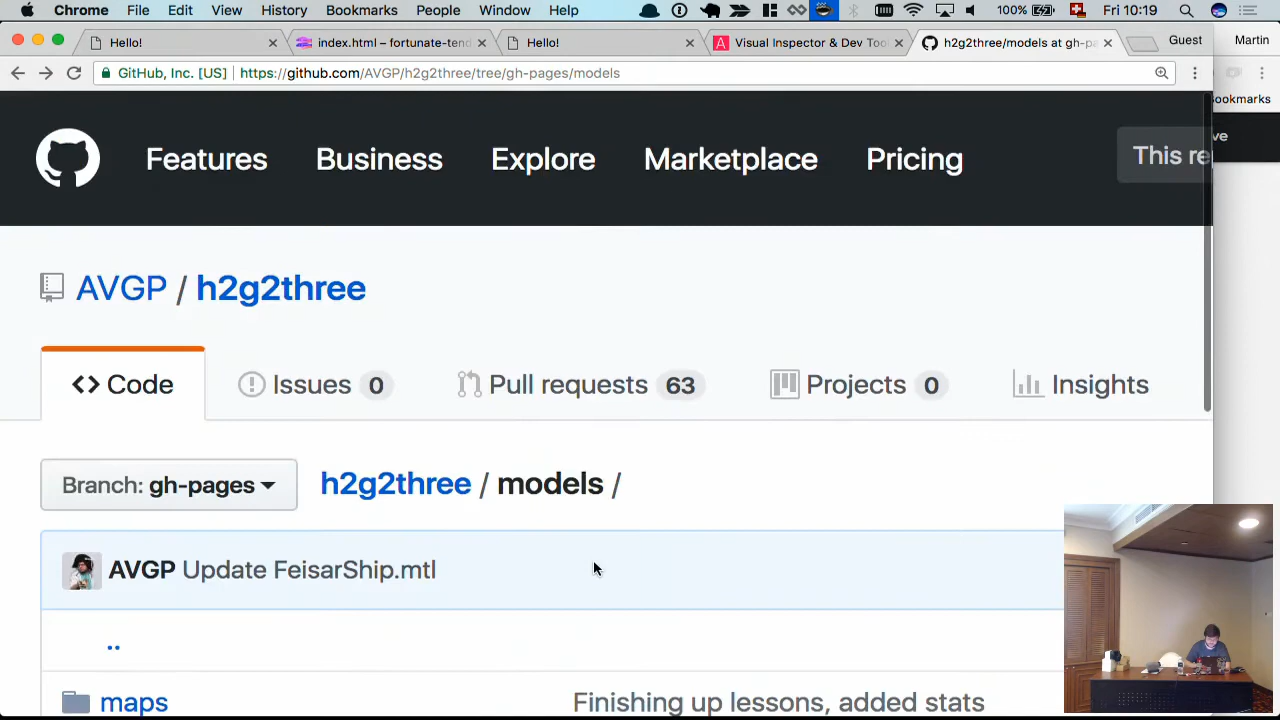 Chrome File Edit View History Bookmarks People Window Help 100% Fri 10:19
Hello! index.html – fortunate-tend Hello! Visual Inspector & Dev Tool h2g2three/models at gh-pa Guest Martin
GitHub, Inc. [US] https://github.com/AVGP/h2g2three/tree/gh-pages/models
Bookmarks
Features Business Explore Marketplace Pricing This re ve
AVGP / h2g2three
Code Issues 0 Pull requests 63 Projects 0 Insights
Branch: gh-pages h2g2three / models /
AVGP Update FeisarShip.mtl
..
maps Finishing up lessons, added stats